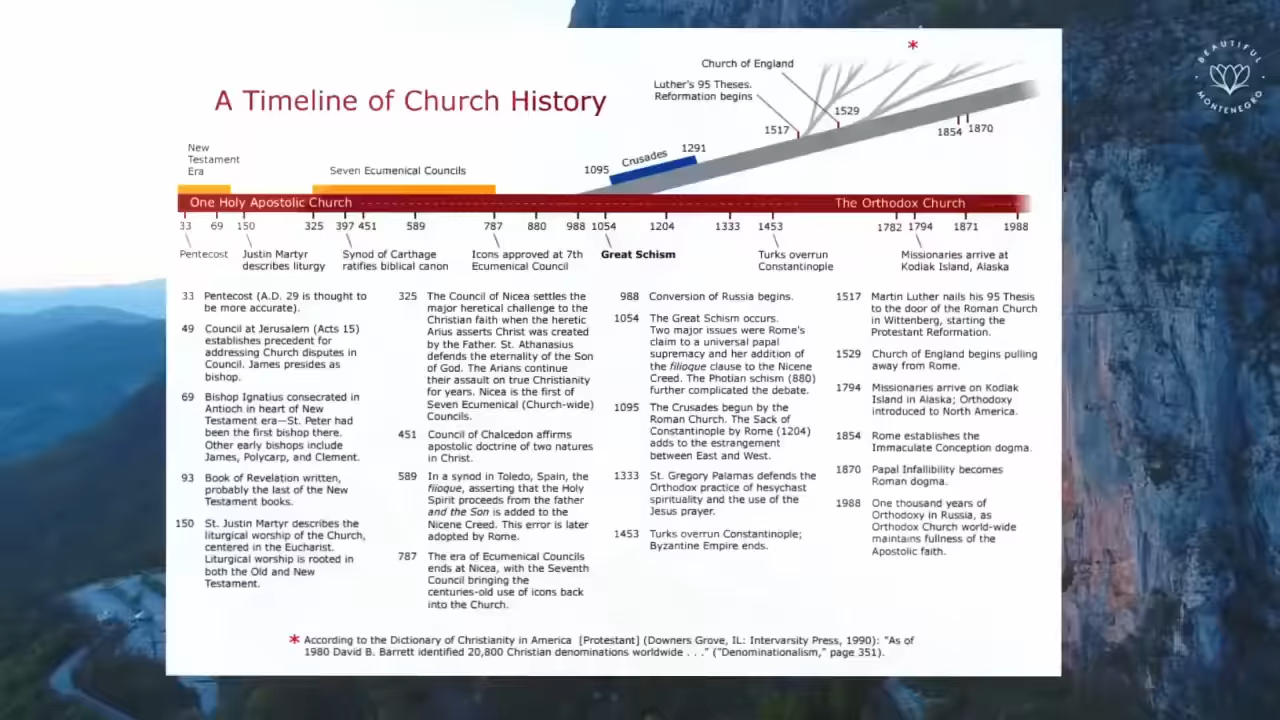 BEAUTIFUL
MONTENEGRO
*
Church of England
Luther's 95 Theses.
Reformation begins
A Timeline of Church History
1529
1517
1854 1870
New
Testament
Era
Seven Ecumenical Councils
1095 Crusades 1291
One Holy Apostolic Church
The Orthodox Church
33 69 150 325 397 451 589 787 880 988 1054 1204 1333 1453 1782 1794 1871 1988
Pentecost
Justin Martyr
describes liturgy
Synod of Carthage
ratifies biblical canon
Icons approved at 7th
Ecumenical Council
Great Schism
Turks overrun
Constantinople
Missionaries arrive at
Kodiak Island, Alaska
33 Pentecost (A.D. 29 is thought to
be more accurate).
49 Council at Jerusalem (Acts 15)
establishes precedent for
addressing Church disputes in
Council. James presides as
bishop.
69 Bishop Ignatius consecrated in
Antioch in heart of New
Testament era—St. Peter had
been the first bishop there.
Other early bishops include
James, Polycarp, and Clement.
93 Book of Revelation written,
probably the last of the New
Testament books.
150 St. Justin Martyr describes the
liturgical worship of the Church,
centered in the Eucharist.
Liturgical worship is rooted in
both the Old and New
Testament.
325 The Council of Nicea settles the
major heretical challenge to the
Christian faith when the heretic
Arius asserts Christ was created
by the Father. St. Athanasius
defends the eternality of the Son
of God. The Arians continue
their assault on true Christianity
for years. Nicea is the first of
Seven Ecumenical (Church-wide)
Councils.
451 Council of Chalcedon affirms
apostolic doctrine of two natures
in Christ.
589 In a synod in Toledo, Spain, the
filioque, asserting that the Holy
Spirit proceeds from the father
and the Son is added to the
Nicene Creed. This error is later
adopted by Rome.
787 The era of Ecumenical Councils
ends at Nicea, with the Seventh
Council bringing the
centuries-old use of icons back
into the Church.
988 Conversion of Russia begins.
1054 The Great Schism occurs.
Two major issues were Rome's
claim to a universal papal
supremacy and her addition of
the filioque clause to the Nicene
Creed. The Photian schism (880)
further complicated the debate.
1095 The Crusades begun by the
Roman Church. The Sack of
Constantinople by Rome (1204)
adds to the estrangement
between East and West.
1333 St. Gregory Palamas defends the
Orthodox practice of hesychast
spirituality and the use of the
Jesus prayer.
1453 Turks overrun Constantinople;
Byzantine Empire ends.
1517 Martin Luther nails his 95 Thesis
to the door of the Roman Church
in Wittenberg, starting the
Protestant Reformation.
1529 Church of England begins pulling
away from Rome.
1794 Missionaries arrive on Kodiak
Island in Alaska; Orthodoxy
introduced to North America.
1854 Rome establishes the
Immaculate Conception dogma.
1870 Papal Infallibility becomes
Roman dogma.
1988 One thousand years of
Orthodoxy in Russia, as
Orthodox Church world-wide
maintains fullness of the
Apostolic faith.
* According to the Dictionary of Christianity in America [Protestant] (Downers Grove, IL: Intervarsity Press, 1990): "As of
1980 David B. Barrett identified 20,800 Christian denominations worldwide . . ." ("Denominationalism," page 351).